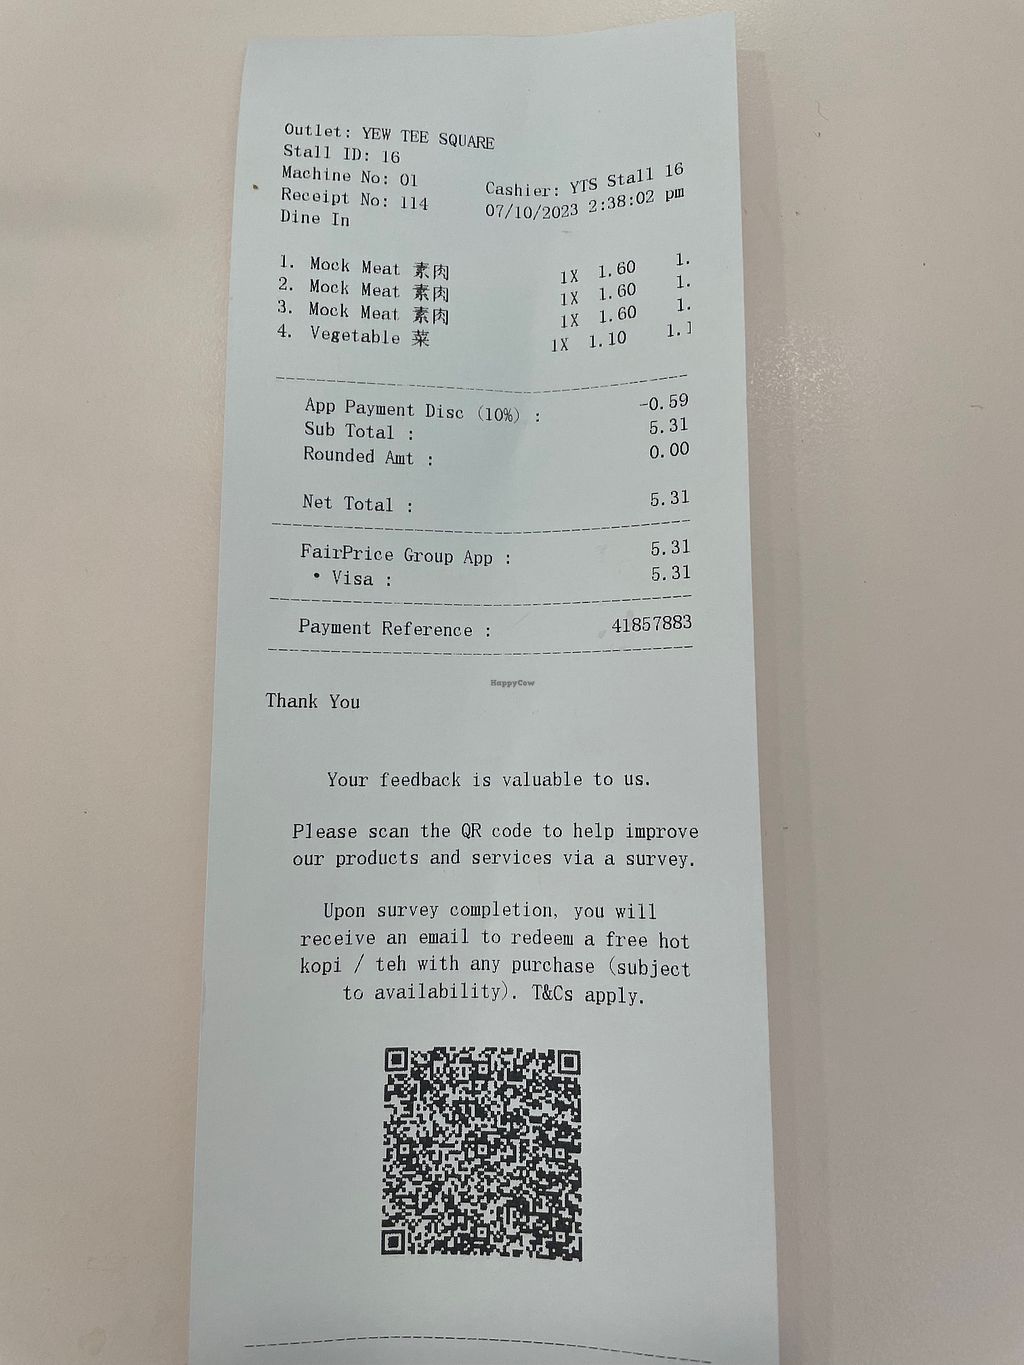 Outlet: YEW TEE SQUARE
Stall ID: 16
Machine No: 01 Cashier: YTS Stall 16
Receipt No: 114 07/10/2023 2:38:02 pm
Dine In
1. Mock Meat 素肉 1X 1.60 1.
2. Mock Meat 素肉 1X 1.60 1.
3. Mock Meat 素肉 1X 1.60 1.
4. Vegetable 菜 1X 1.10 1.1
App Payment Disc (10%) : -0.59
Sub Total : 5.31
Rounded Amt : 0.00
Net Total : 5.31
FairPrice Group App : 5.31
• Visa : 5.31
Payment Reference : 41857883
HappyCow
Thank You
Your feedback is valuable to us.
Please scan the QR code to help improve
our products and services via a survey.
Upon survey completion, you will
receive an email to redeem a free hot
kopi / teh with any purchase (subject
to availability). T&Cs apply.